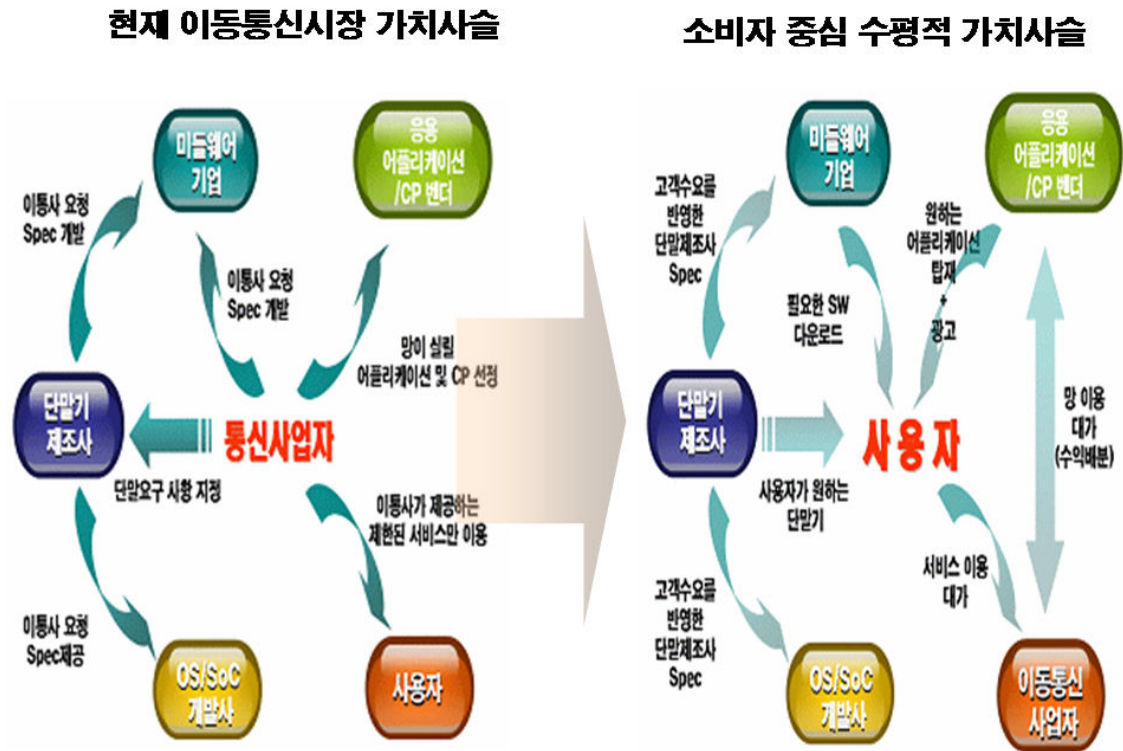 현재 이동통신시장 가치사슬
미들웨어
기업
응용
어플리케이션
/CP 벤더
이통사 요청
Spec 개발
이통사 요청
Spec 개발
망이 실릴
어플리케이션 및 CP 선정
단말기
제조사
통신사업자
단말요구 사항 지정
이통사가 제공하는
제한된 서비스만 이용
이통사 요청
Spec제공
OS/SoC
개발사
사용자
소비자 중심 수평적 가치사슬
미들웨어
기업
응용
어플리케이션
/CP 벤더
고객수요를
반영한
단말제조사
Spec
원하는
어플리케이션
탑재
+
광고
필요한 SW
다운로드
단말기
제조사
사용자
망 이용
대가
(수익배분)
사용자가 원하는
단말기
서비스 이용
대가
고객수요를
반영한
단말제조사
Spec
OS/SoC
개발사
이동통신
사업자